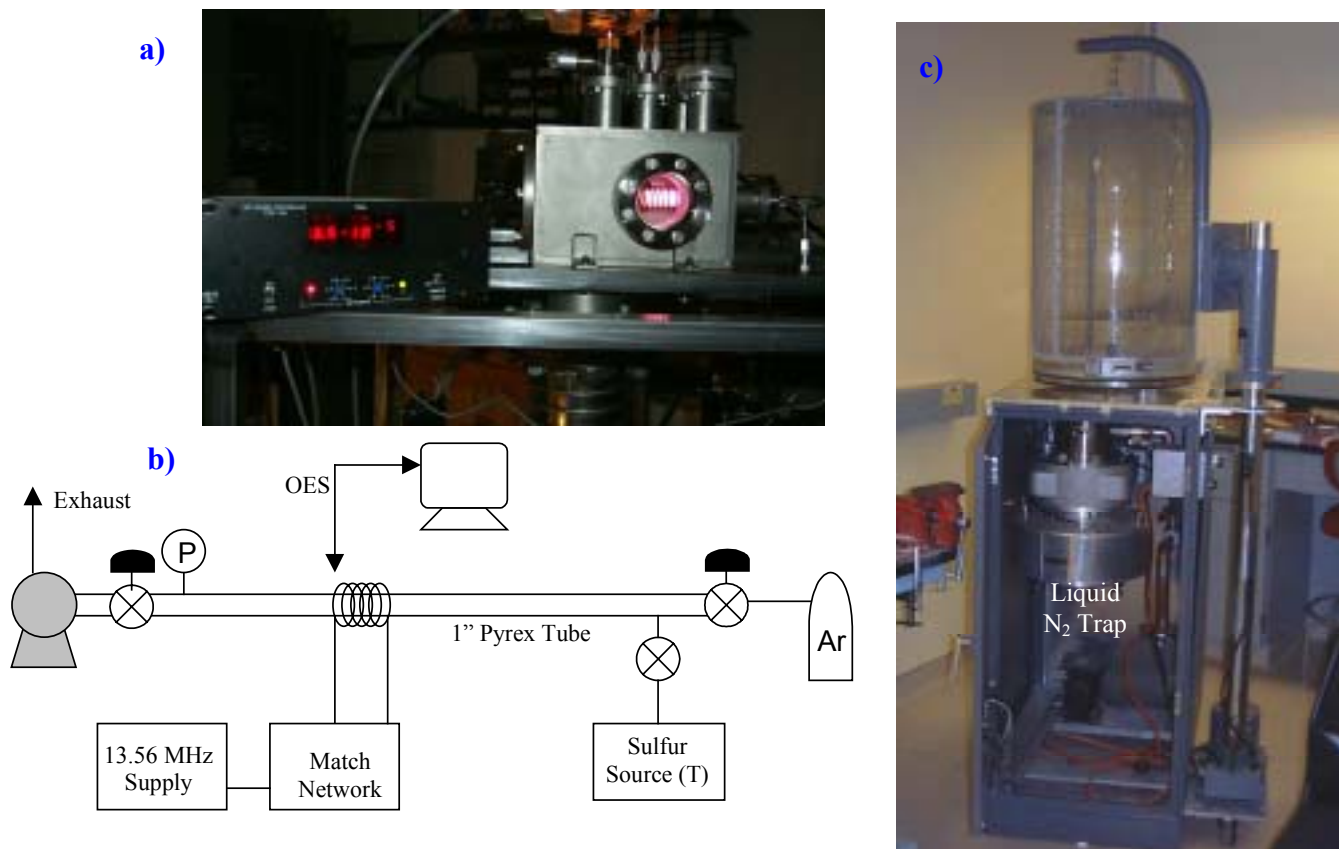 a)
b)
Exhaust
P
OES
1” Pyrex Tube
Ar
13.56 MHz
Supply
Match
Network
Sulfur
Source (T)
c)
Liquid
N₂ Trap